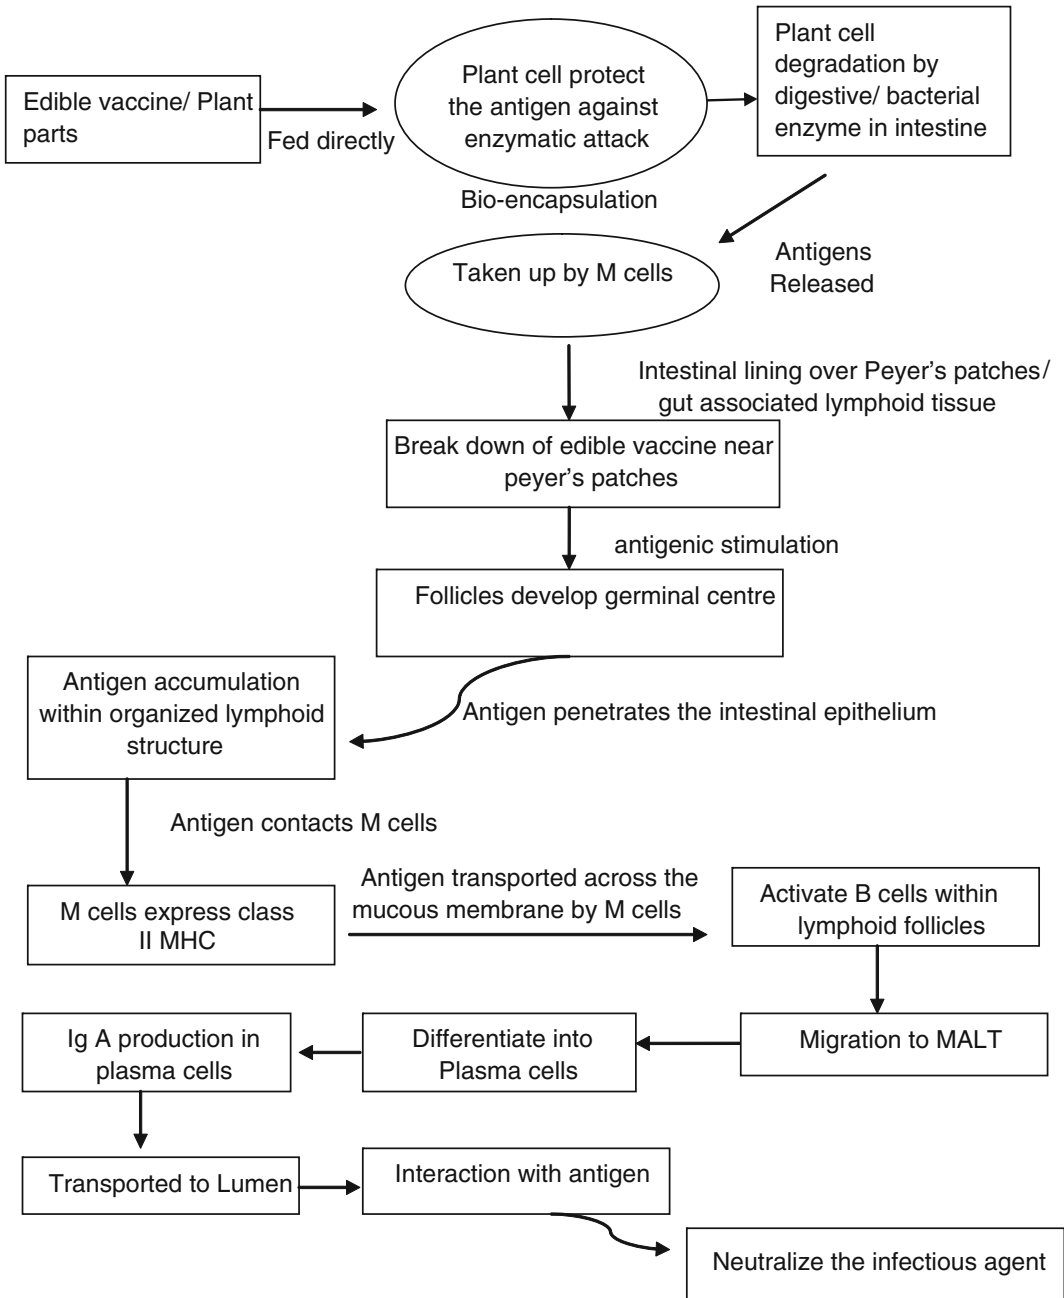 Edible vaccine/ Plant
parts
Fed directly
Plant cell protect
the antigen against
enzymatic attack
Bio-encapsulation
Plant cell
degradation by
digestive/ bacterial
enzyme in intestine
Antigens
Released
Taken up by M cells
Intestinal lining over Peyer's patches/
gut associated lymphoid tissue
Break down of edible vaccine near
peyer's patches
antigenic stimulation
Follicles develop germinal centre
Antigen penetrates the intestinal epithelium
Antigen accumulation
within organized lymphoid
structure
Antigen contacts M cells
M cells express class
II MHC
Antigen transported across the
mucous membrane by M cells
Activate B cells within
lymphoid follicles
Migration to MALT
Differentiate into
Plasma cells
Ig A production in
plasma cells
Transported to Lumen
Interaction with antigen
Neutralize the infectious agent